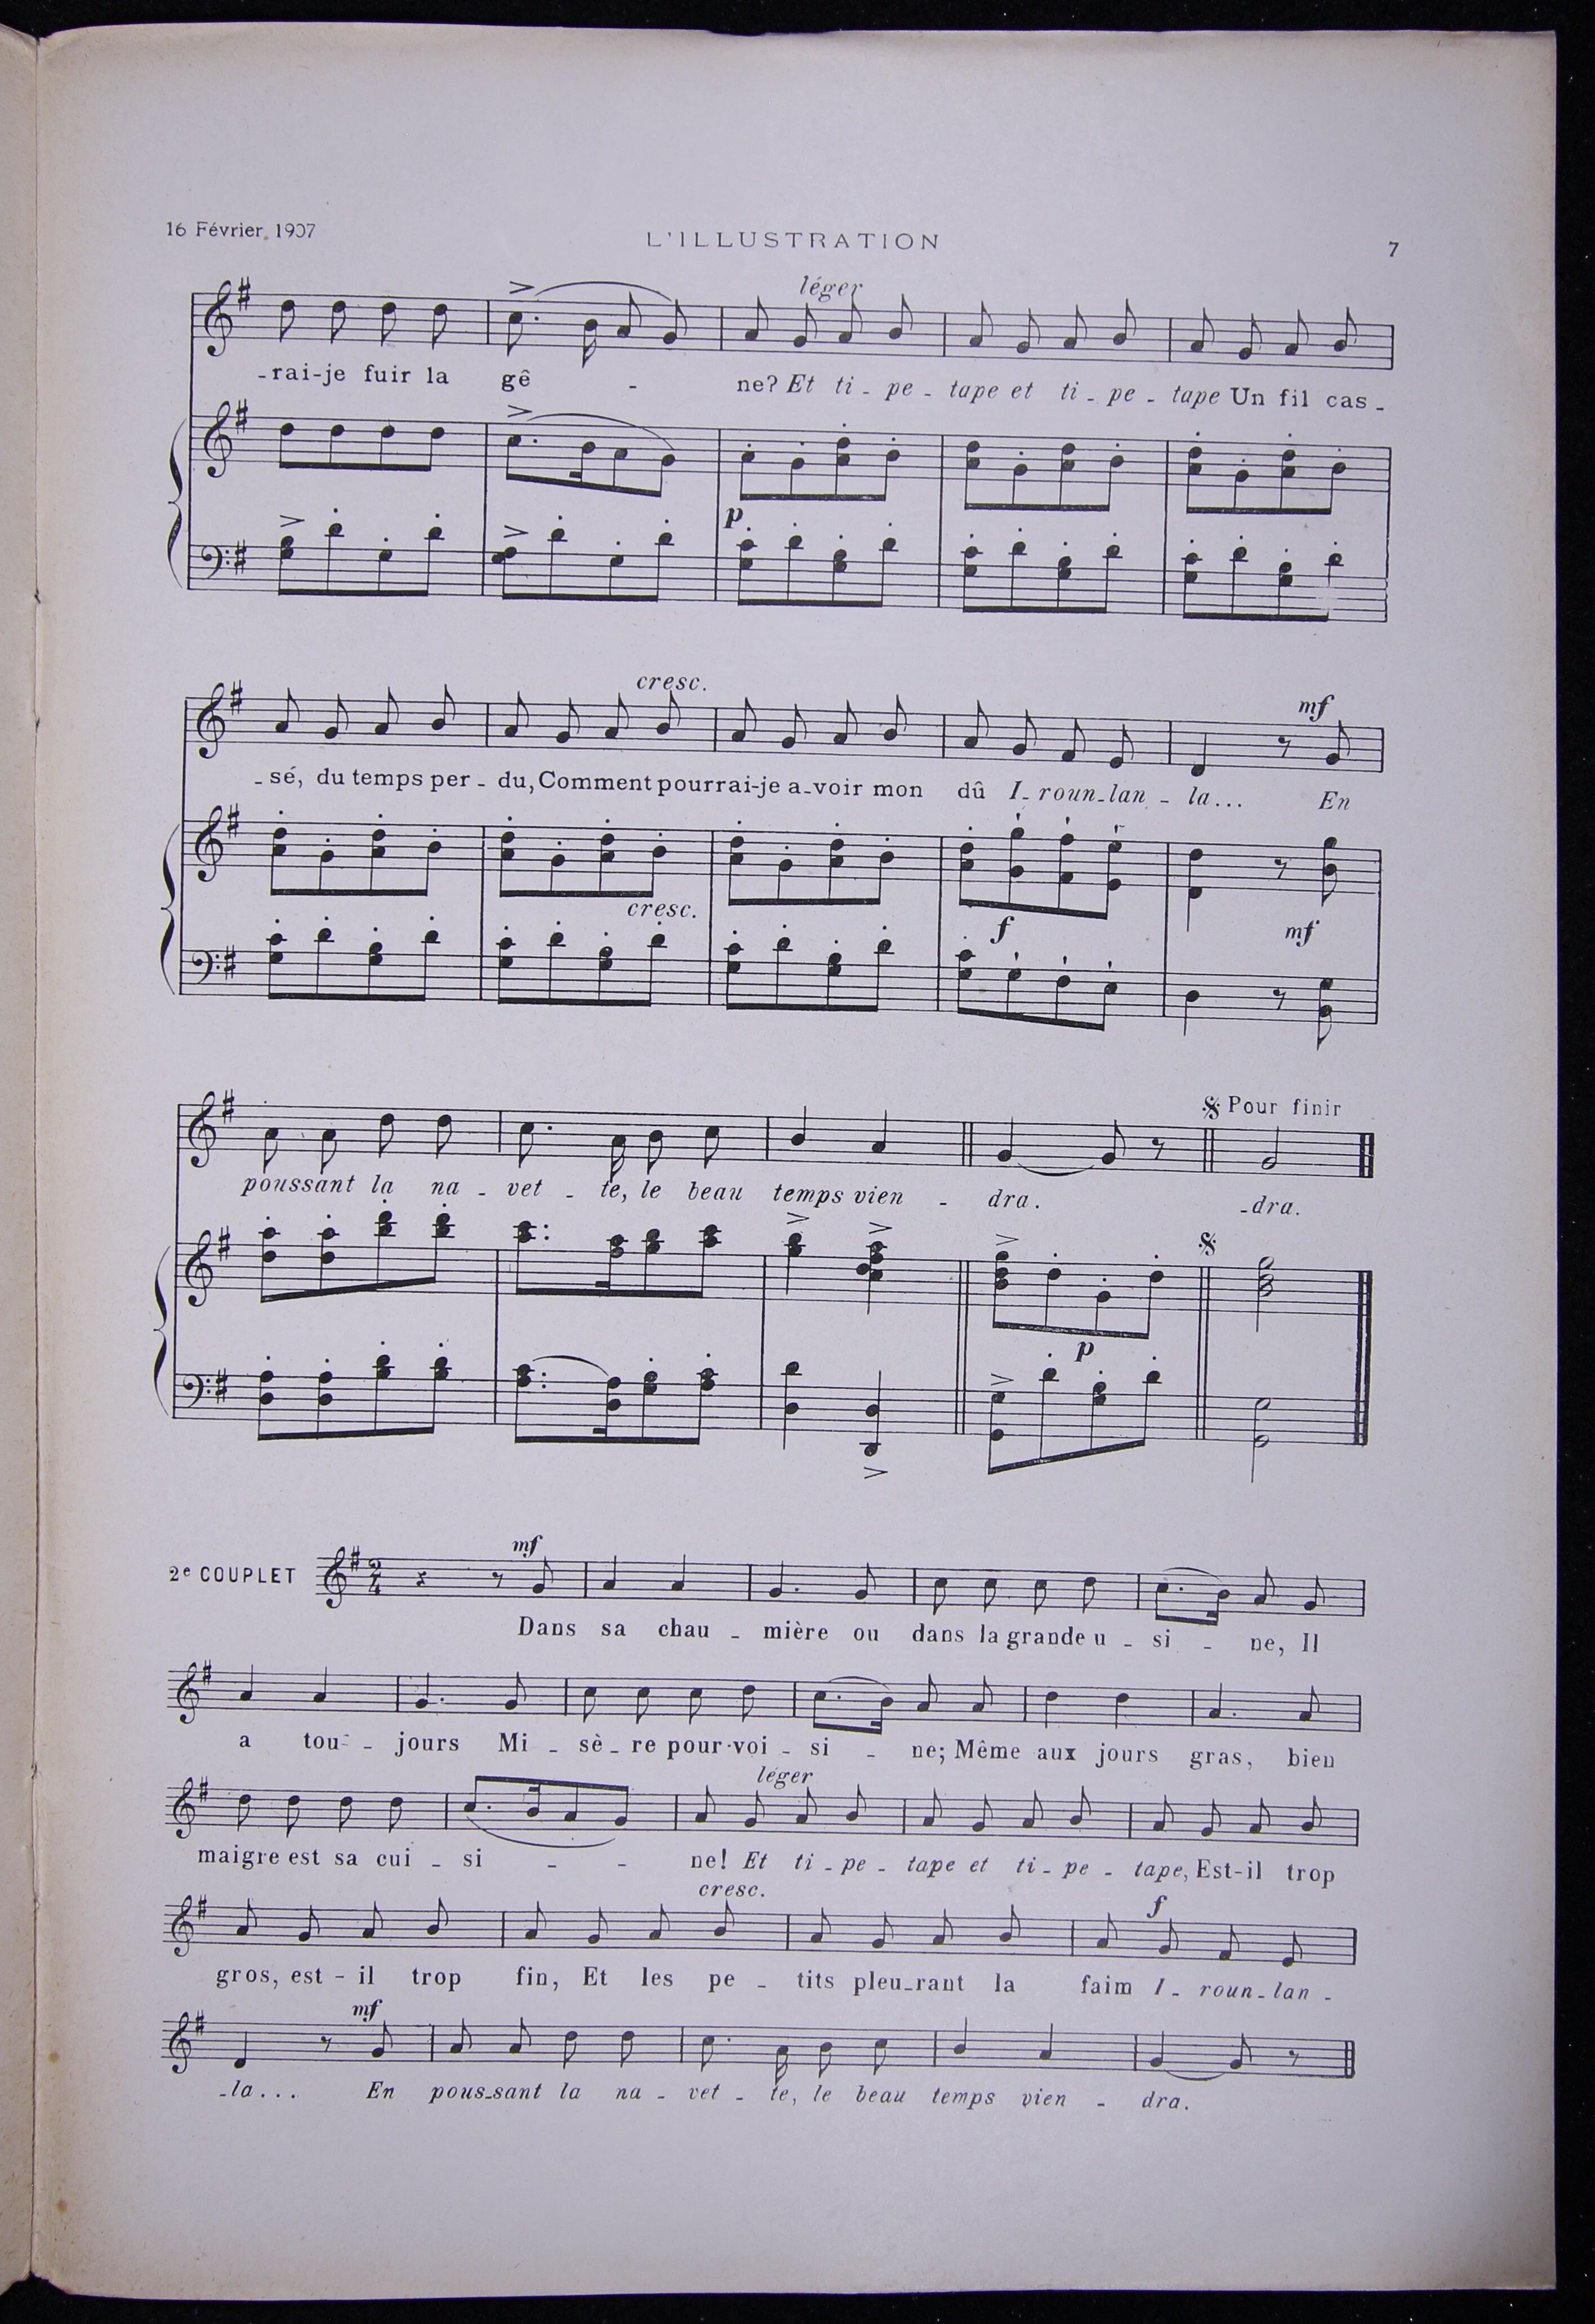 16 Février 1907
L'ILLUSTRATION
7
léger
-rai-je fuir la gê - ne? Et ti - pe - tape et ti - pe - tape Un fil cas -
p
cresc.
mf
- sé, du temps per - du, Comment pourrai-je a-voir mon dû I - roun-lan - la... En
cresc.
f
mf
Pour finir
poussant la na - vet - te, le beau temps vien - dra. -dra.
p
2e COUPLET
mf
2/4
Dans sa chau - mière ou dans la grande u - si - ne, Il
a tou - jours Mi - sè - re pour voi - si - ne; Même aux jours gras, bien
léger
maigre est sa cui - si - - ne! Et ti - pe - tape et ti - pe - tape, Est-il trop
cresc.
f
gros, est - il trop fin, Et les pe - tits pleu-rant la faim I - roun - lan -
mf
-la... En pous-sant la na - vet - te, le beau temps vien - dra.